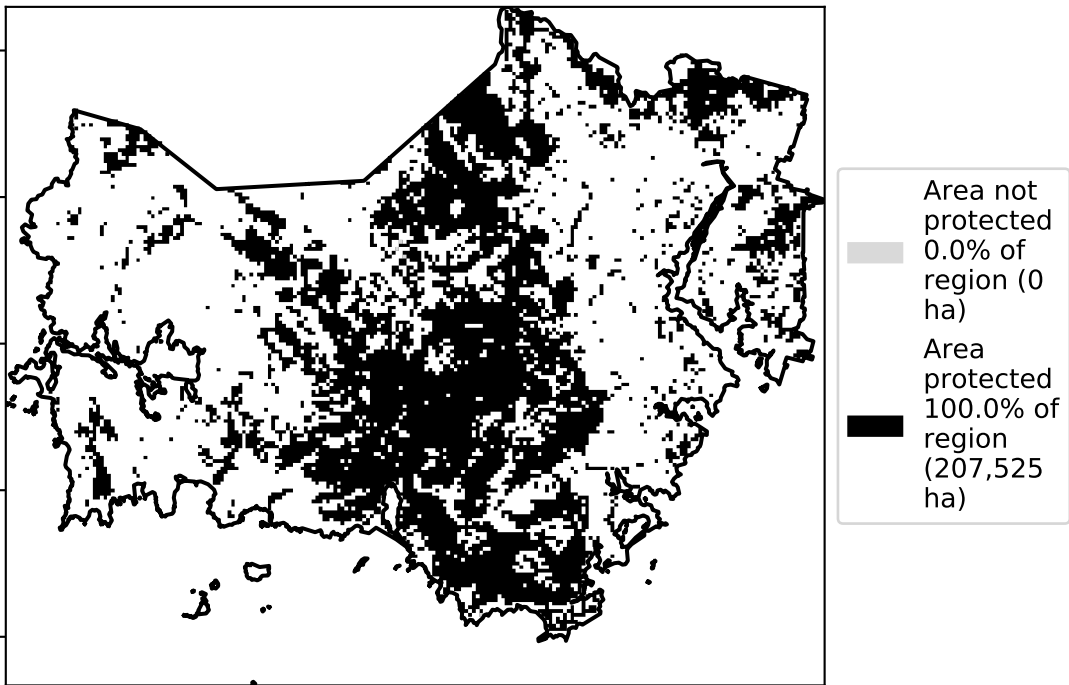 Area not
protected
0.0% of
region (0
ha)
Area
protected
100.0% of
region
(207,525
ha)